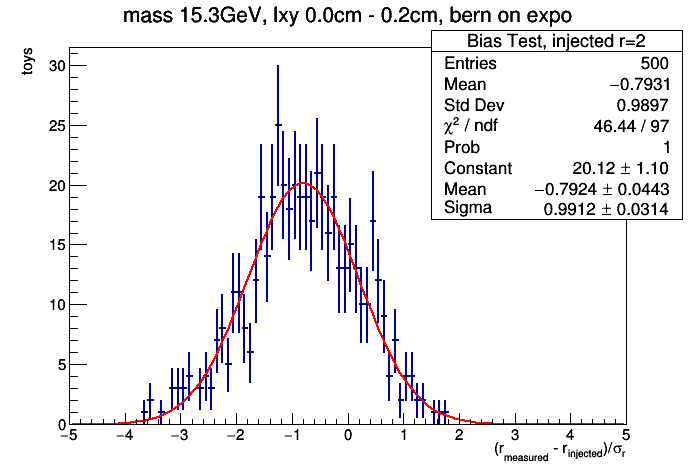 mass 15.3GeV, lxy 0.0cm - 0.2cm, bern on expo
Bias Test, injected r=2
Entries 500
Mean −0.7931
Std Dev 0.9897
χ² / ndf 46.44 / 97
Prob 1
Constant 20.12 ± 1.10
Mean −0.7924 ± 0.0443
Sigma 0.9912 ± 0.0314
toys
30
25
20
15
10
5
0
−5 −4 −3 −2 −1 0 1 2 3 4 5
(r_measured - r_injected)/σ_r